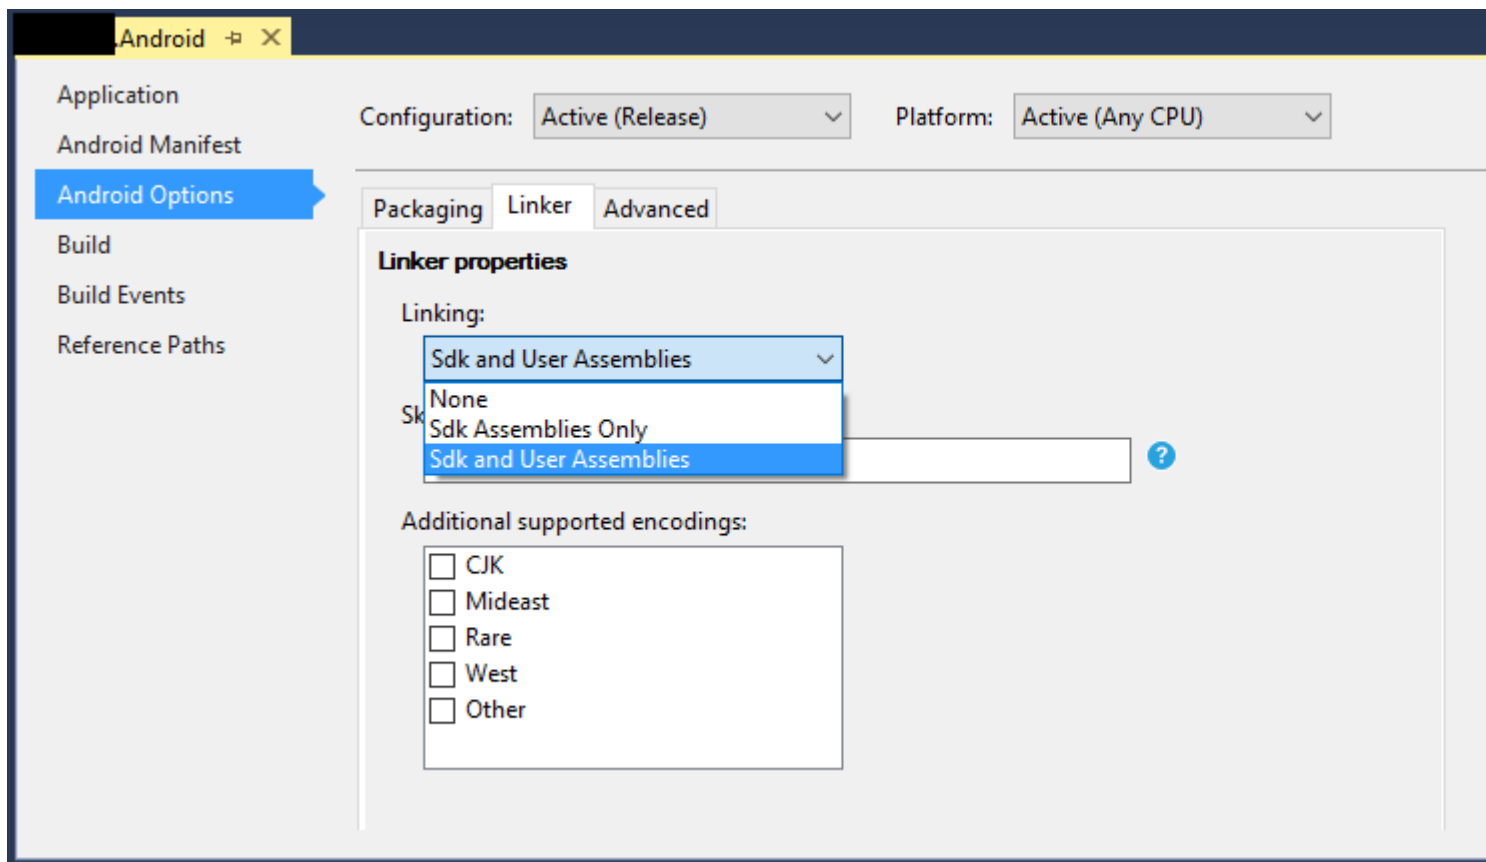 .Android
Application
Android Manifest
Android Options
Build
Build Events
Reference Paths
Configuration: Active (Release) Platform: Active (Any CPU)
Packaging Linker Advanced
Linker properties
Linking:
Sdk and User Assemblies
None
Sk
Sdk Assemblies Only
Sdk and User Assemblies
?
Additional supported encodings:
CJK
Mideast
Rare
West
Other